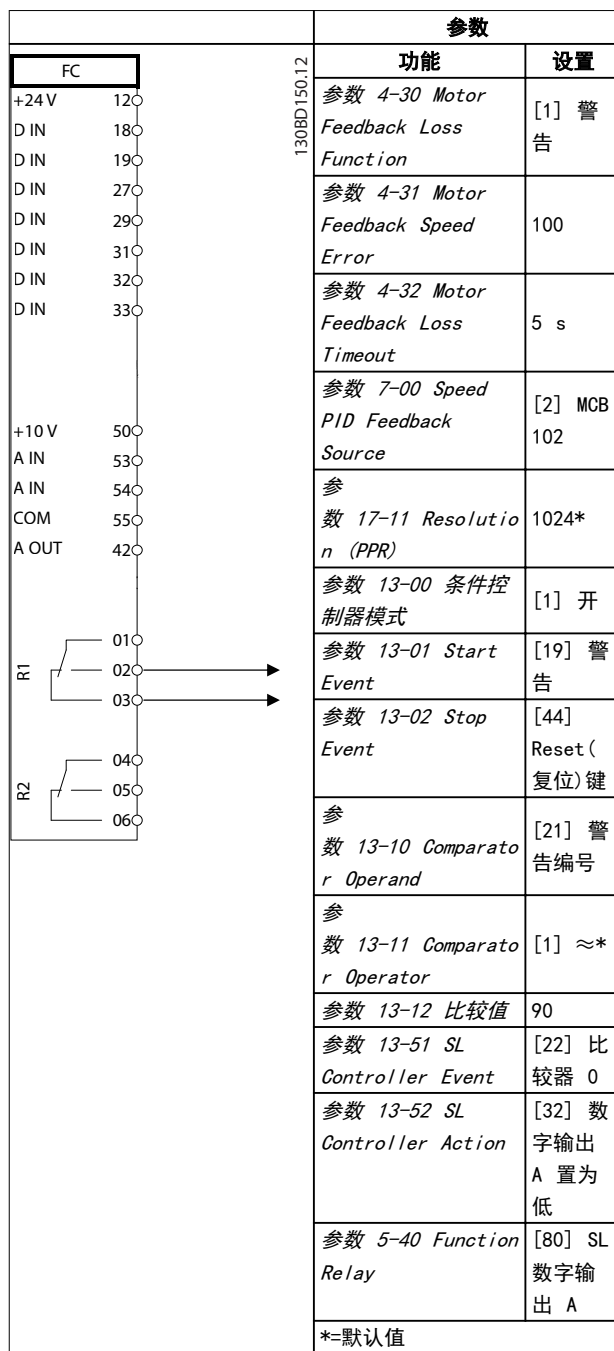 FC
130BD150.12
+24 V 12
D IN 18
D IN 19
D IN 27
D IN 29
D IN 31
D IN 32
D IN 33
+10 V 50
A IN 53
A IN 54
COM 55
A OUT 42
R1
01
02
03
R2
04
05
06
参数
功能 设置
参数 4-30 Motor
Feedback Loss
Function
[1] 警
告
参数 4-31 Motor
Feedback Speed
Error
100
参数 4-32 Motor
Feedback Loss
Timeout
5 s
参数 7-00 Speed
PID Feedback
Source
[2] MCB
102
参
数 17-11 Resolutio
n (PPR)
1024*
参数 13-00 条件控
制器模式
[1] 开
参数 13-01 Start
Event
[19] 警
告
参数 13-02 Stop
Event
[44]
Reset(
复位)键
参
数 13-10 Comparato
r Operand
[21] 警
告编号
参
数 13-11 Comparato
r Operator
[1] ≈*
参数 13-12 比较值 90
参数 13-51 SL
Controller Event
[22] 比
较器 0
参数 13-52 SL
Controller Action
[32] 数
字输出
A 置为
低
参数 5-40 Function
Relay
[80] SL
数字输
出 A
*=默认值